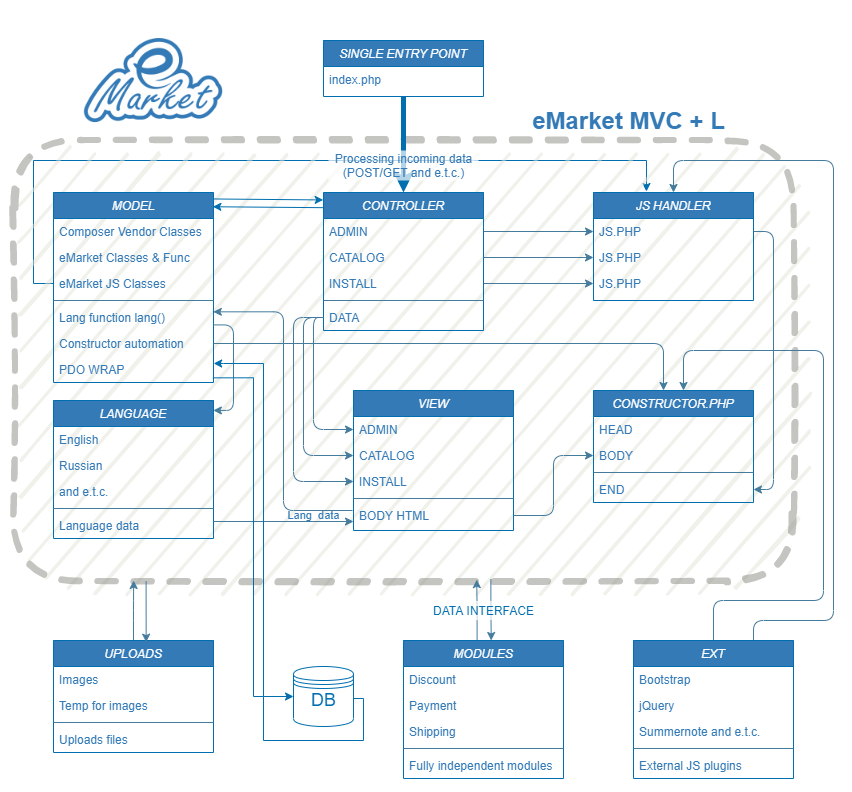 e
Market
SINGLE ENTRY POINT
index.php
eMarket MVC + L
Processing incoming data
(POST/GET and e.t.c.)
MODEL
Composer Vendor Classes
eMarket Classes & Func
eMarket JS Classes
Lang function lang()
Constructor automation
PDO WRAP
CONTROLLER
ADMIN
CATALOG
INSTALL
DATA
JS HANDLER
JS.PHP
JS.PHP
JS.PHP
LANGUAGE
English
Russian
and e.t.c.
Language data
Lang data
VIEW
ADMIN
CATALOG
INSTALL
BODY HTML
CONSTRUCTOR.PHP
HEAD
BODY
END
DATA INTERFACE
UPLOADS
Images
Temp for images
Uploads files
DB
MODULES
Discount
Payment
Shipping
Fully independent modules
EXT
Bootstrap
jQuery
Summernote and e.t.c.
External JS plugins